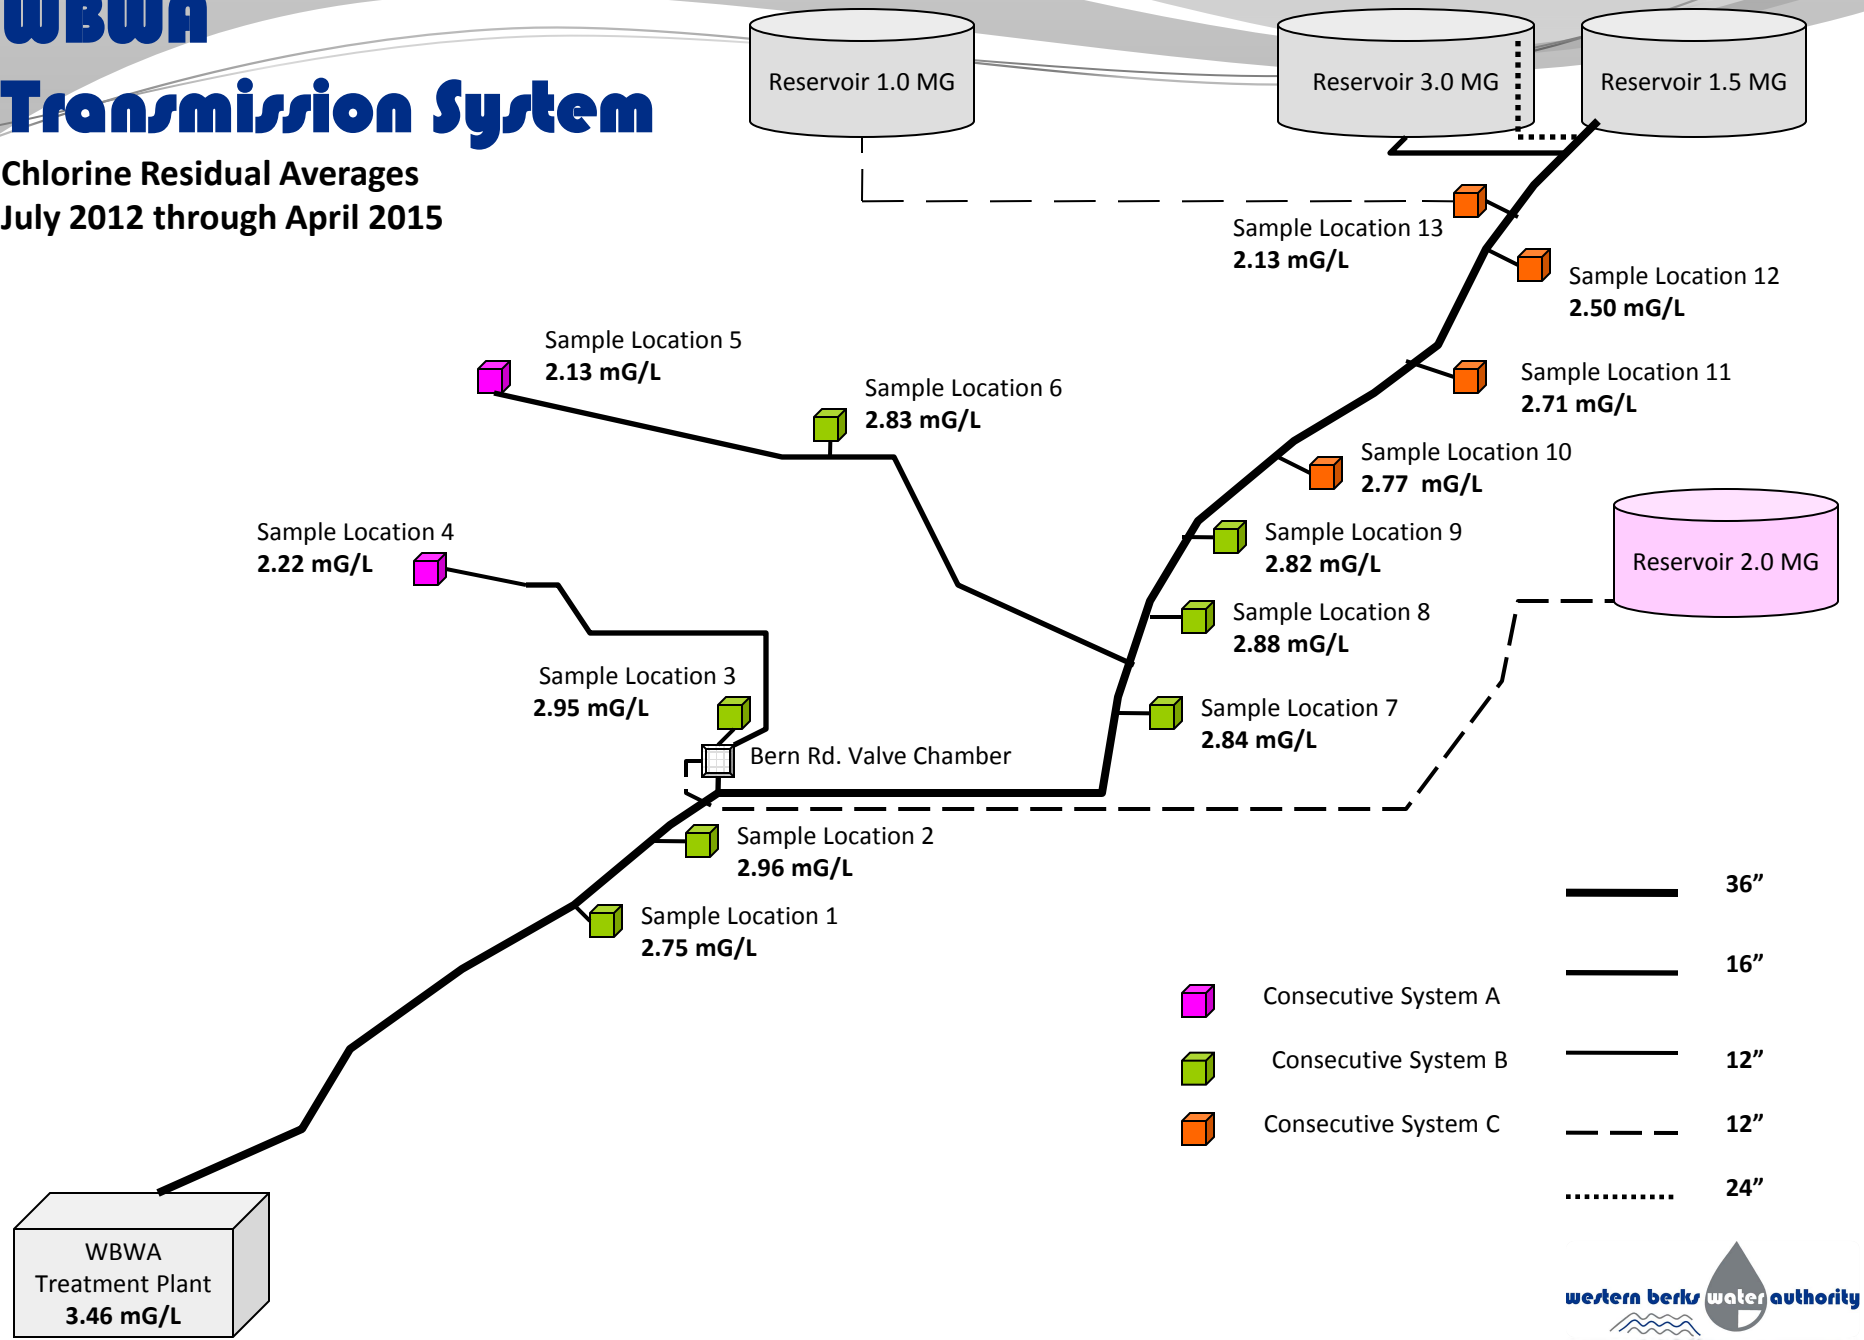 WBWA
Transmission System
Chlorine Residual Averages
July 2012 through April 2015
Reservoir 1.0 MG
Reservoir 3.0 MG
Reservoir 1.5 MG
Sample Location 13
2.13 mG/L
Sample Location 12
2.50 mG/L
Sample Location 5
2.13 mG/L
Sample Location 6
2.83 mG/L
Sample Location 11
2.71 mG/L
Sample Location 10
2.77 mG/L
Sample Location 4
2.22 mG/L
Sample Location 9
2.82 mG/L
Reservoir 2.0 MG
Sample Location 8
2.88 mG/L
Sample Location 3
2.95 mG/L
Sample Location 7
2.84 mG/L
Bern Rd. Valve Chamber
Sample Location 2
2.96 mG/L
Sample Location 1
2.75 mG/L
36”
16”
Consecutive System A
Consecutive System B
12”
Consecutive System C
12”
24”
WBWA
Treatment Plant
3.46 mG/L
western berks water authority